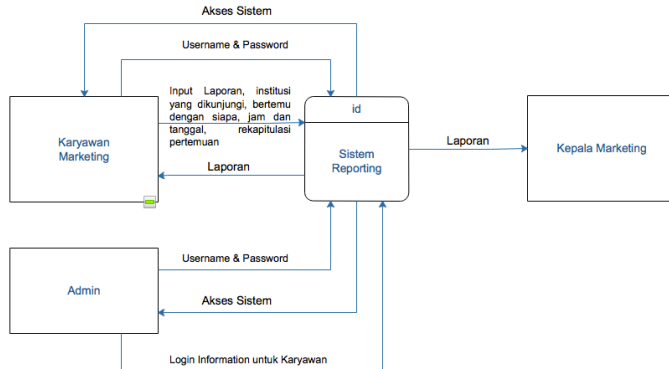 Akses Sistem
Username & Password
Input Laporan, institusi
yang dikunjungi, bertemu
dengan siapa, jam dan
tanggal, rekapitulasi
pertemuan
id
Karyawan
Marketing
Sistem
Reporting
Laporan
Kepala Marketing
Laporan
Username & Password
Admin
Akses Sistem
Login Information untuk Karyawan